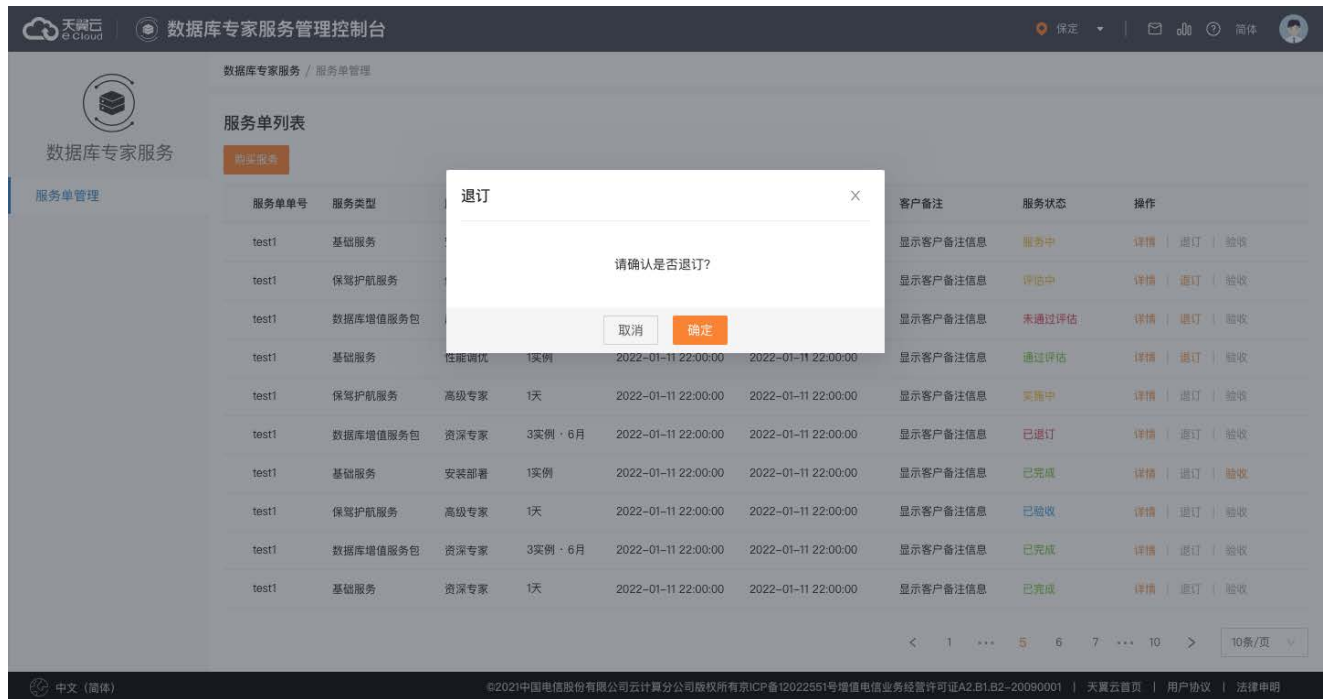 天翼云 e Cloud 数据库专家服务管理控制台 保定 简体
数据库专家服务 / 服务单管理
数据库专家服务
服务单管理
服务单列表
购买服务
服务单单号 服务类型 客户备注 服务状态 操作
test1 基础服务 显示客户备注信息 服务中 详情 | 退订 | 验收
test1 保驾护航服务 显示客户备注信息 评估中 详情 | 退订 | 验收
test1 数据库增值服务包 显示客户备注信息 未通过评估 详情 | 退订 | 验收
test1 基础服务 性能调优 1实例 2022-01-11 22:00:00 2022-01-11 22:00:00 显示客户备注信息 通过评估 详情 | 退订 | 验收
test1 保驾护航服务 高级专家 1天 2022-01-11 22:00:00 2022-01-11 22:00:00 显示客户备注信息 实施中 详情 | 退订 | 验收
test1 数据库增值服务包 资深专家 3实例 · 6月 2022-01-11 22:00:00 2022-01-11 22:00:00 显示客户备注信息 已退订 详情 | 退订 | 验收
test1 基础服务 安装部署 1实例 2022-01-11 22:00:00 2022-01-11 22:00:00 显示客户备注信息 已完成 详情 | 退订 | 验收
test1 保驾护航服务 高级专家 1天 2022-01-11 22:00:00 2022-01-11 22:00:00 显示客户备注信息 已验收 详情 | 退订 | 验收
test1 数据库增值服务包 资深专家 3实例 · 6月 2022-01-11 22:00:00 2022-01-11 22:00:00 显示客户备注信息 已完成 详情 | 退订 | 验收
test1 基础服务 资深专家 1天 2022-01-11 22:00:00 2022-01-11 22:00:00 显示客户备注信息 已完成 详情 | 退订 | 验收
退订 X
请确认是否退订?
取消 确定
< 1 ··· 5 6 7 ··· 10 > 10条/页
中文 (简体) ©2021中国电信股份有限公司云计算分公司版权所有京ICP备12022551号增值电信业务经营许可证A2.B1.B2-20090001 | 天翼云首页 | 用户协议 | 法律申明